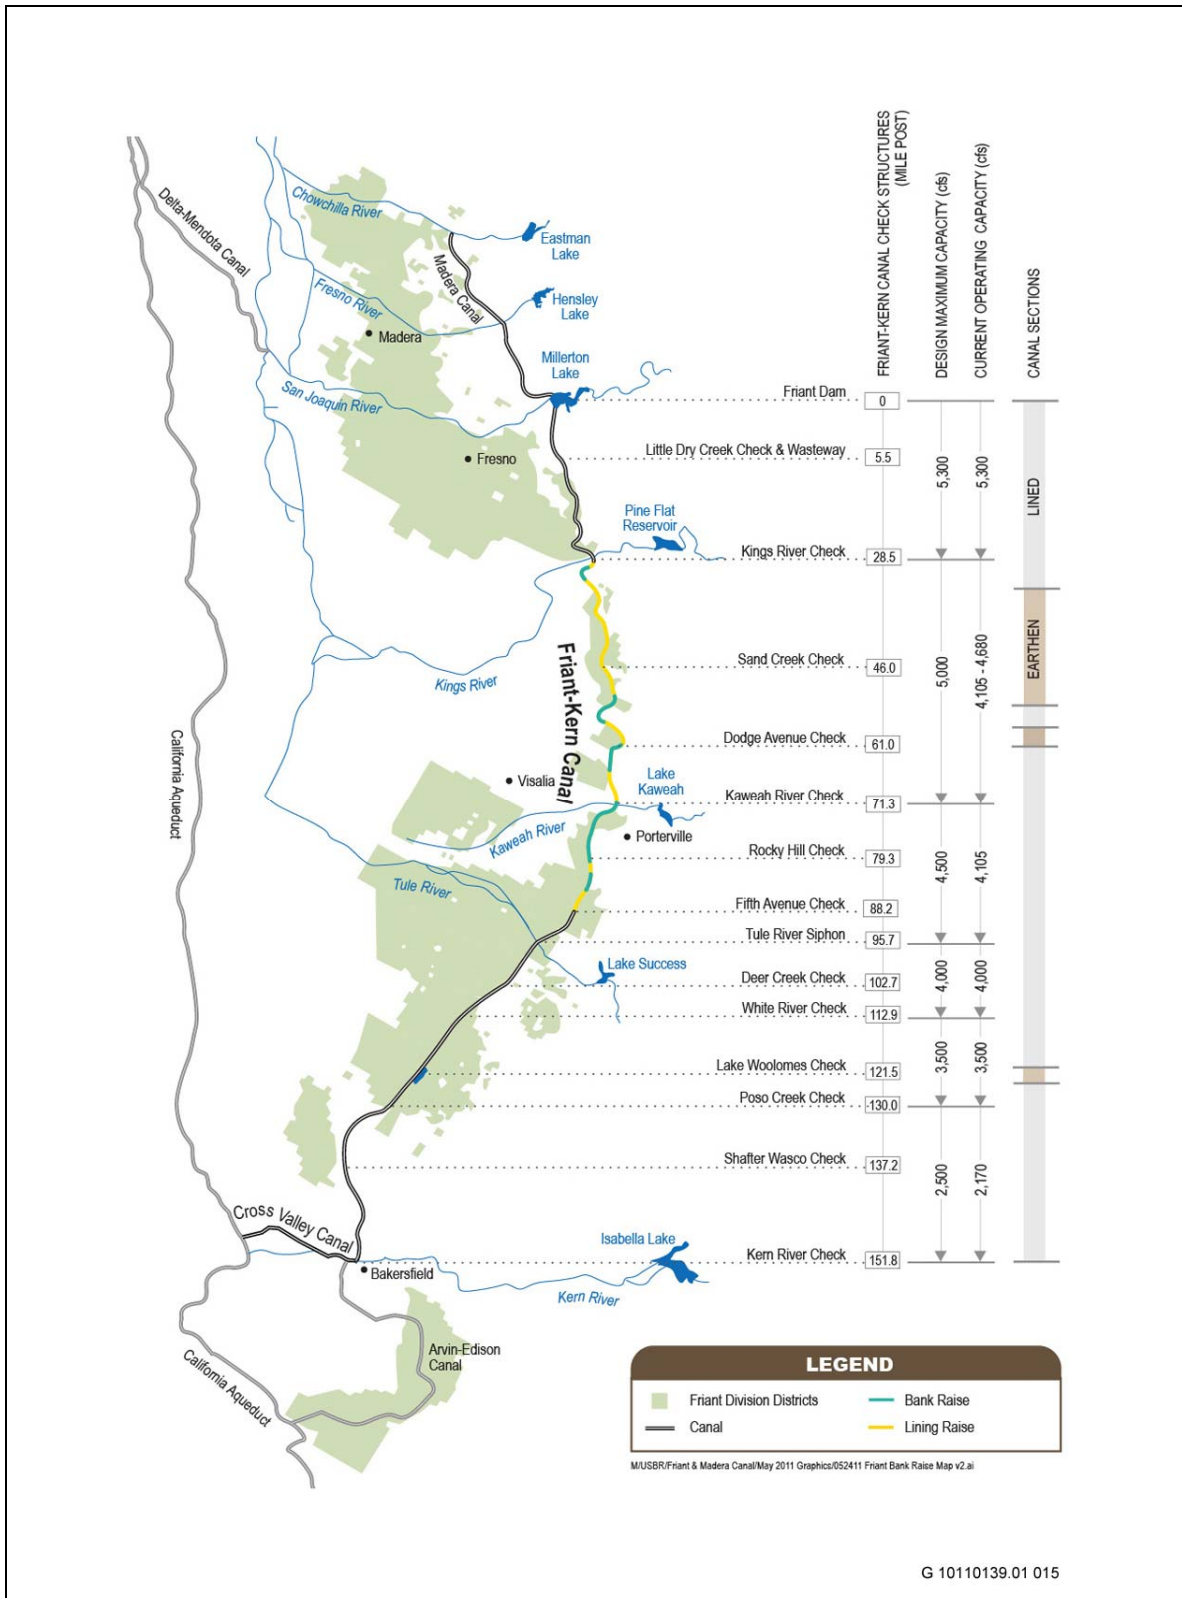 FRIANT-KERN CANAL CHECK STRUCTURES
(MILE POST)
DESIGN MAXIMUM CAPACITY (cfs)
CURRENT OPERATING CAPACITY (cfs)
CANAL SECTIONS
Delta-Mendota Canal
Chowchilla River
Eastman
Lake
Madera Canal
Fresno River
Hensley
Lake
Madera
Millerton
Lake
San Joaquin River
Friant Dam
0
Fresno
Little Dry Creek Check & Wasteway
5.5
5,300
5,300
LINED
Pine Flat
Reservoir
Kings River Check
28.5
Friant-Kern Canal
Kings River
Sand Creek Check
46.0
5,000
4,105 - 4,680
EARTHEN
California Aqueduct
Dodge Avenue Check
61.0
Visalia
Lake
Kaweah
Kaweah River Check
71.3
Kaweah River
Porterville
Rocky Hill Check
79.3
4,500
4,105
Tule River
Fifth Avenue Check
88.2
Tule River Siphon
95.7
Lake Success
Deer Creek Check
102.7
4,000
4,000
White River Check
112.9
Lake Woolomes Check
121.5
3,500
3,500
Poso Creek Check
130.0
Shafter Wasco Check
137.2
2,500
2,170
Cross Valley Canal
Isabella Lake
Kern River Check
151.8
Bakersfield
Kern River
Arvin-Edison
Canal
California Aqueduct
LEGEND
Friant Division Districts
Bank Raise
Canal
Lining Raise
M/USBR/Friant & Madera Canal/May 2011 Graphics/052411 Friant Bank Raise Map v2.ai
G 10110139.01 015